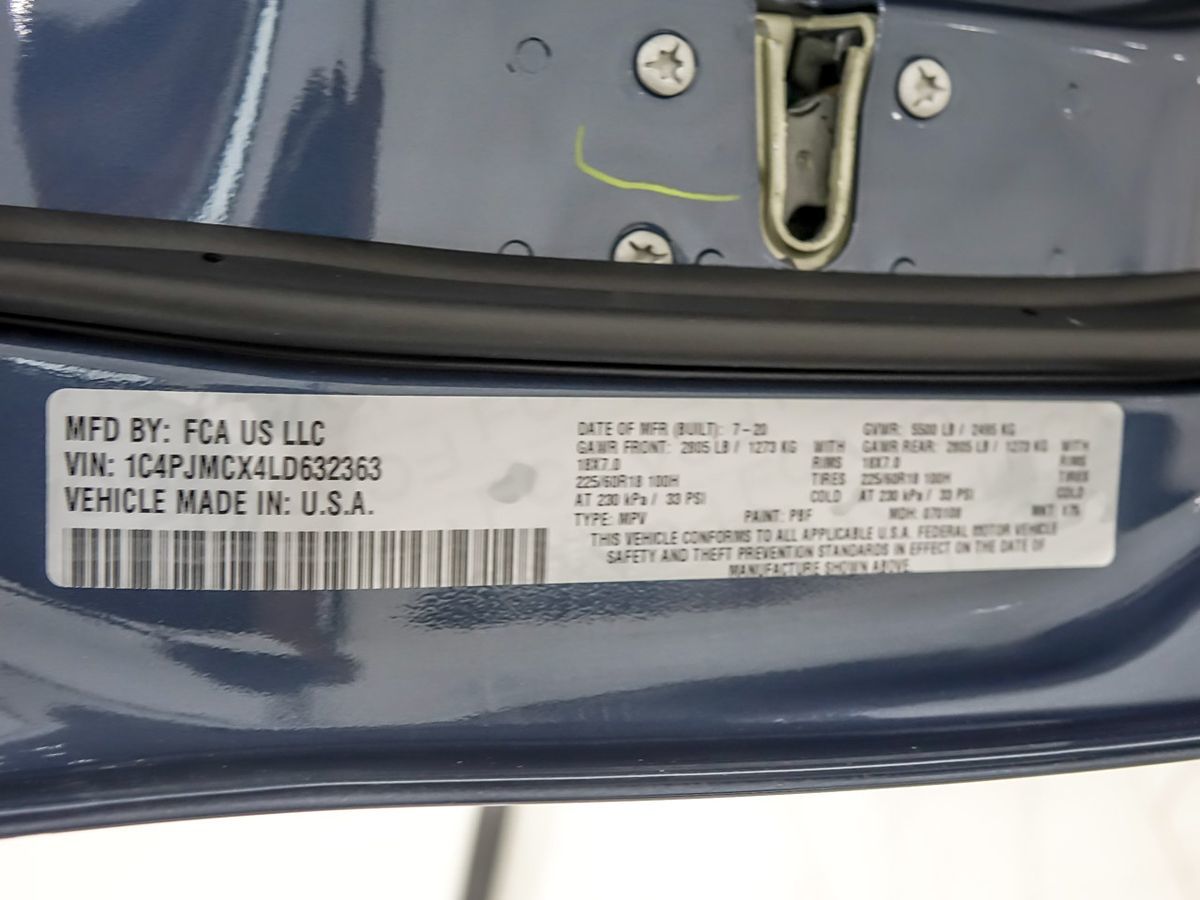 MFD BY: FCA US LLC
VIN: 1C4PJMCX4LD632363
VEHICLE MADE IN: U.S.A.
DATE OF MFR (BUILT): 7-20 GVWR: 5500 LB / 2495 KG
GAWR FRONT: 2805 LB / 1273 KG WITH GAWR REAR: 2805 LB / 1273 KG WITH
18X7.0 RIMS 18X7.0 RIMS
225/60R18 100H TIRES 225/60R18 100H TIRES
AT 230 kPa / 33 PSI COLD AT 230 kPa / 33 PSI COLD
TYPE: MPV PAINT: PBF MDH: 070108 MKT:
THIS VEHICLE CONFORMS TO ALL APPLICABLE U.S.A. FEDERAL MOTOR VEHICLE
SAFETY AND THEFT PREVENTION STANDARDS IN EFFECT ON THE DATE OF
MANUFACTURE SHOWN ABOVE